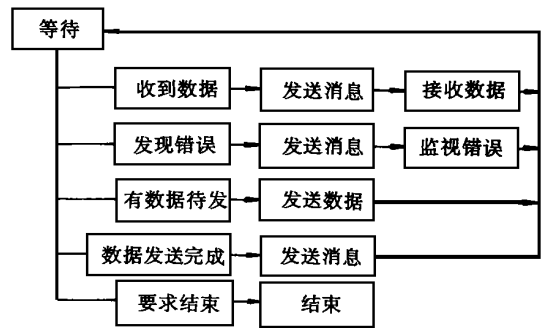 等待
收到数据 发送消息 接收数据
发现错误 发送消息 监视错误
有数据待发 发送数据
数据发送完成 发送消息
要求结束 结束